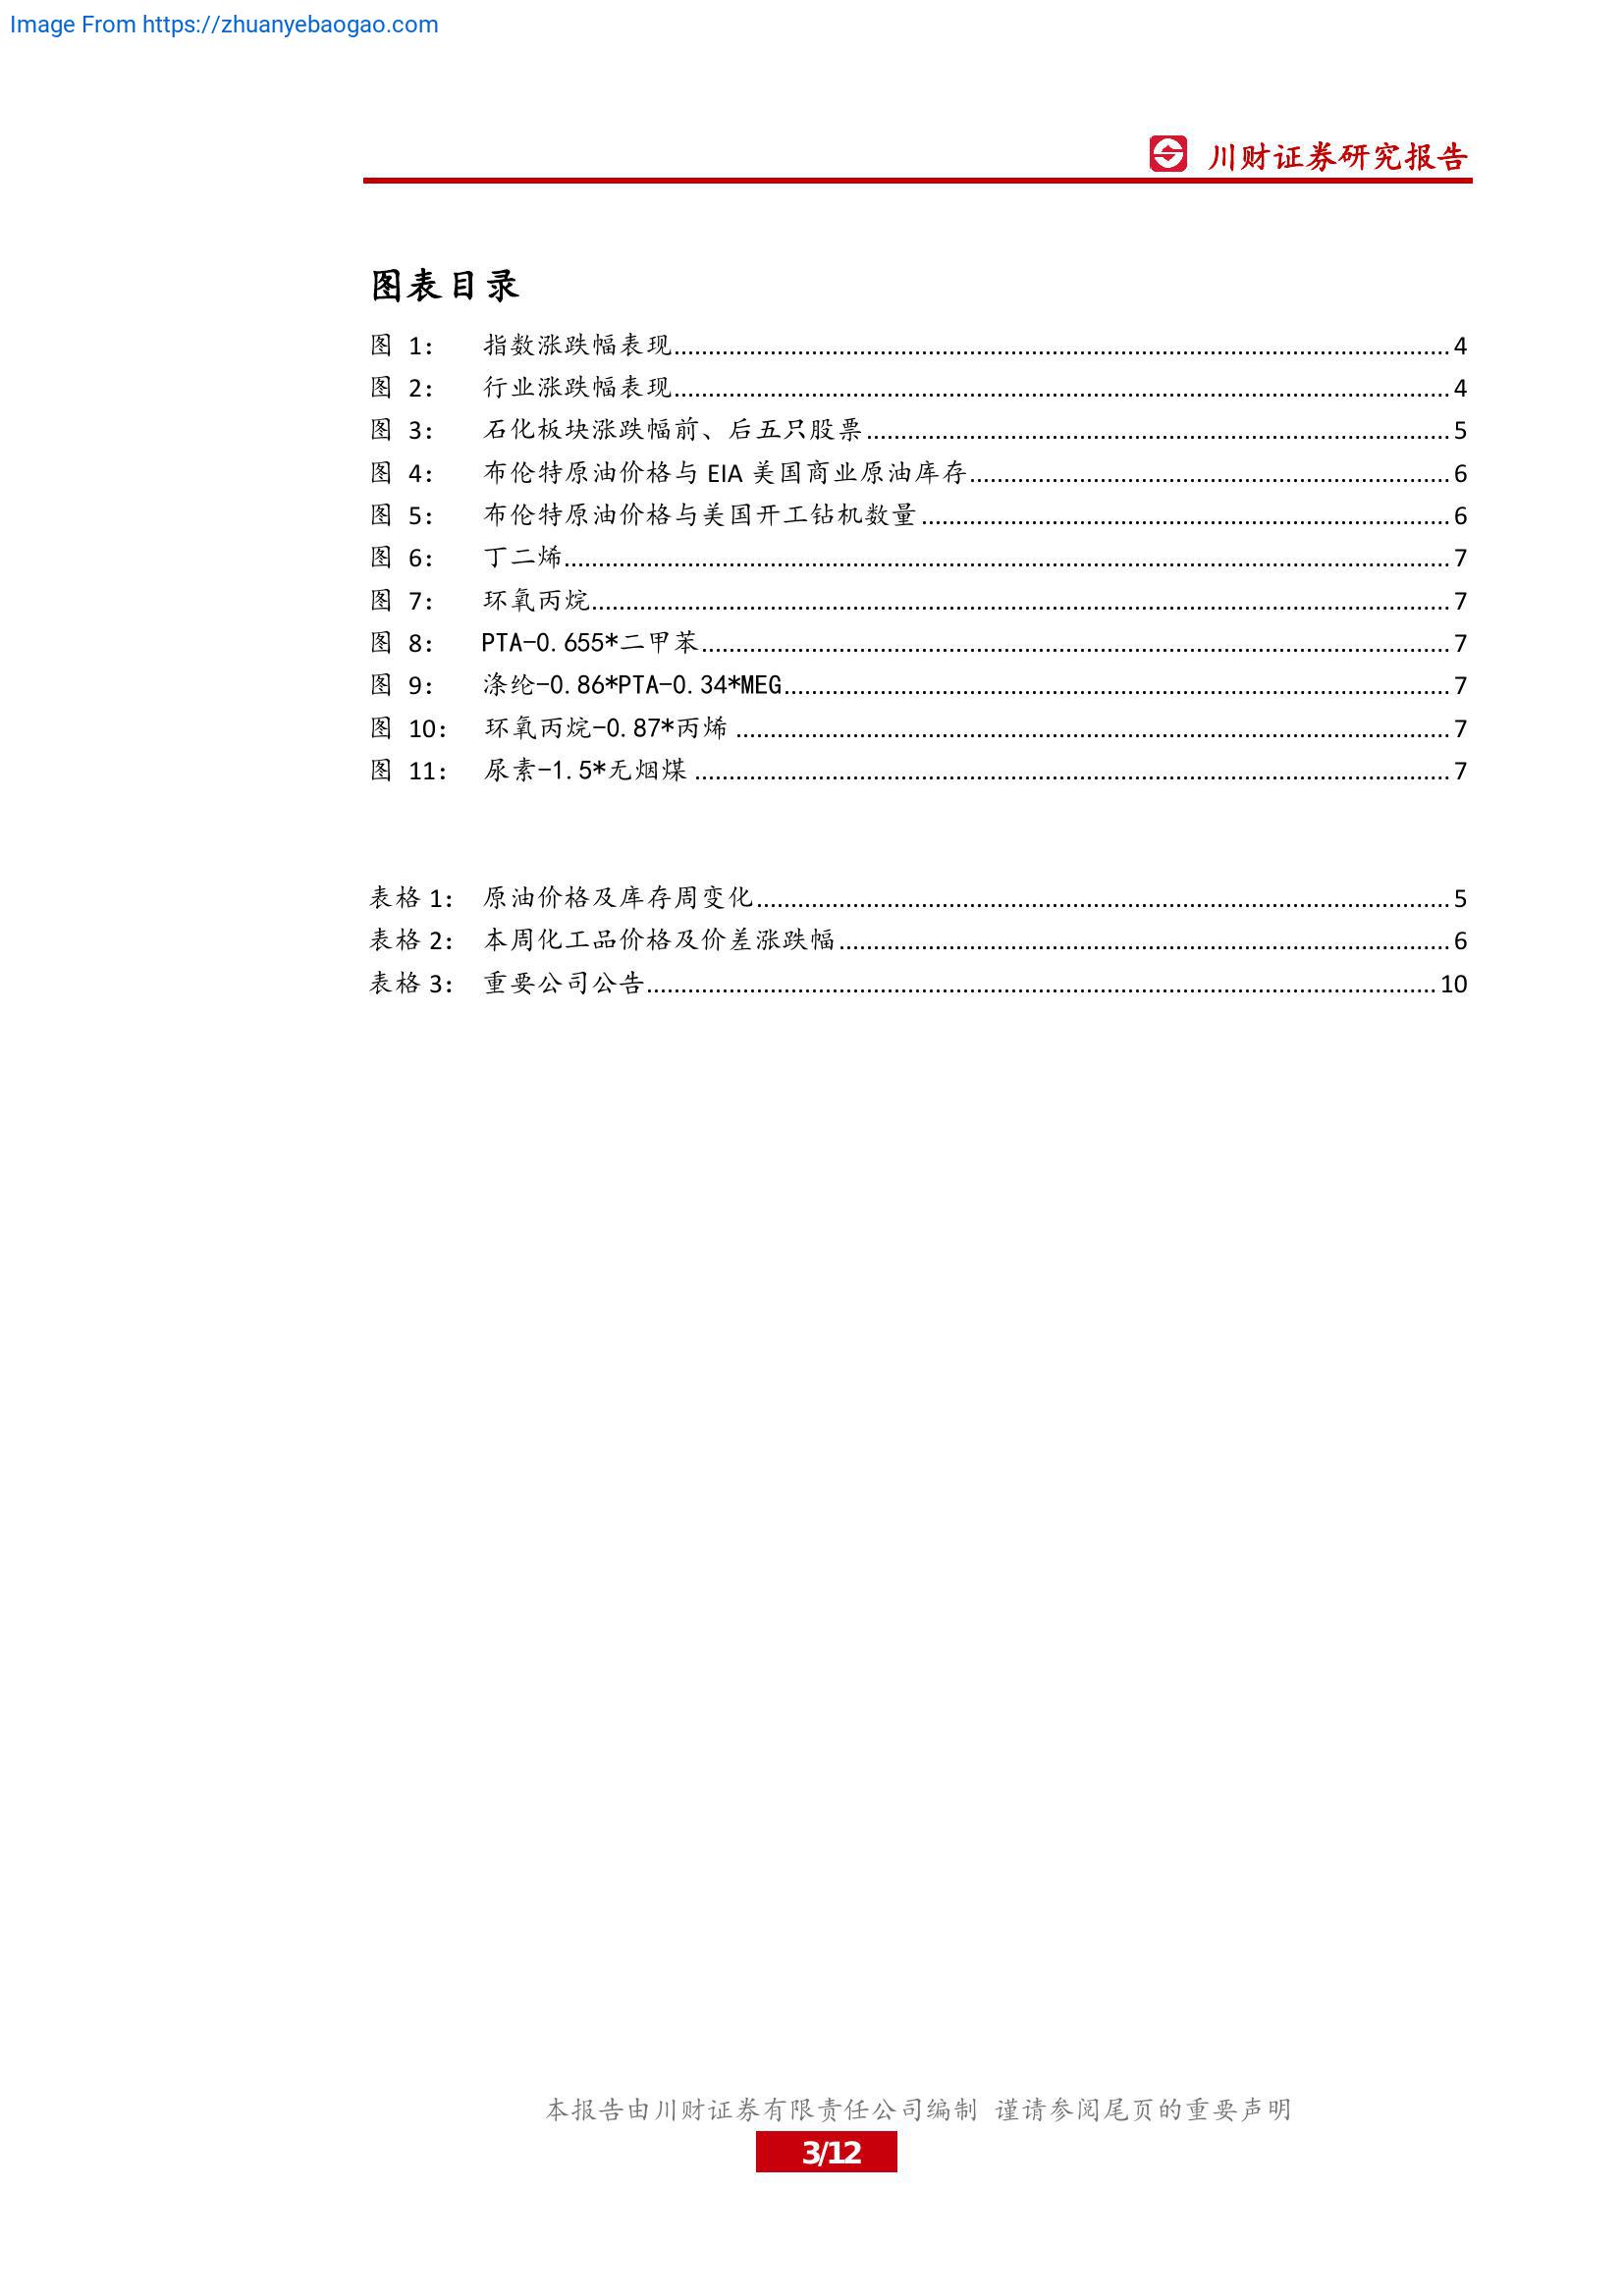 Image From https://zhuanyebaogao.com
川财证券研究报告
图表目录
图 1： 指数涨跌幅表现 4
图 2： 行业涨跌幅表现 4
图 3： 石化板块涨跌幅前、后五只股票 5
图 4： 布伦特原油价格与 EIA 美国商业原油库存 6
图 5： 布伦特原油价格与美国开工钻机数量 6
图 6： 丁二烯 7
图 7： 环氧丙烷 7
图 8： PTA-0.655*二甲苯 7
图 9： 涤纶-0.86*PTA-0.34*MEG 7
图 10： 环氧丙烷-0.87*丙烯 7
图 11： 尿素-1.5*无烟煤 7
表格 1： 原油价格及库存周变化 5
表格 2： 本周化工品价格及价差涨跌幅 6
表格 3： 重要公司公告 10
本报告由川财证券有限责任公司编制 谨请参阅尾页的重要声明
3/12